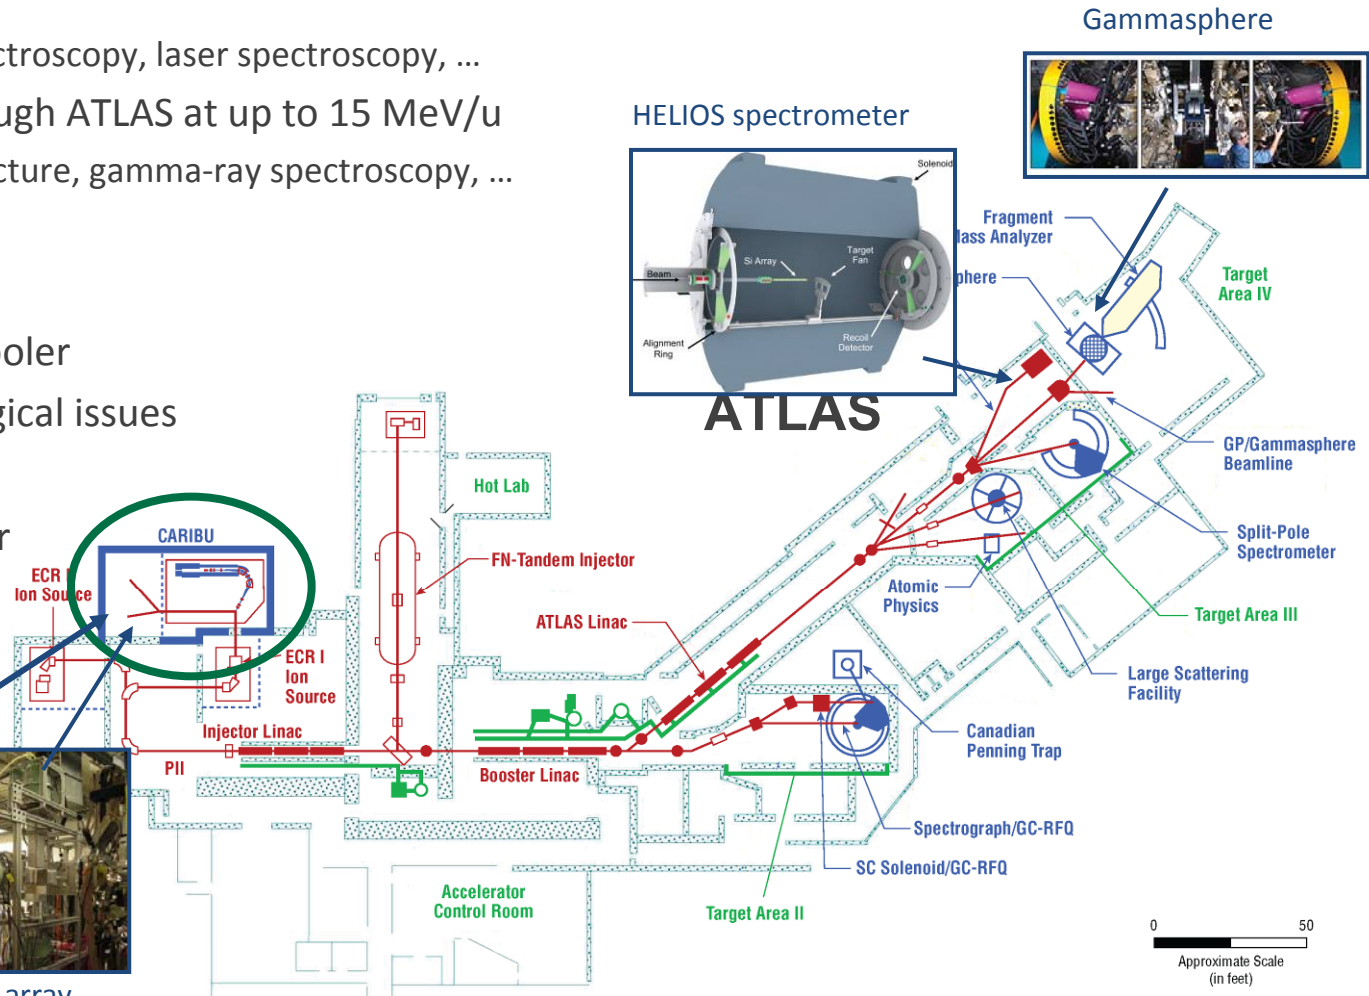 Gammasphere
ctroscopy, laser spectroscopy, ...
ugh ATLAS at up to 15 MeV/u
HELIOS spectrometer
cture, gamma-ray spectroscopy, ...
Solenoid
Fragment
Mass Analyzer
Si Array
Target
Fan
Beam
phere
Target
Area IV
Alignment
Ring
Recoil
Detector
ooler
gical issues
ATLAS
GP/Gammasphere
Beamline
Hot Lab
r
CARIBU
FN-Tandem Injector
Split-Pole
Spectrometer
ECR I
Ion Source
Atomic
Physics
ATLAS Linac
Target Area III
ECR I
Ion
Source
Large Scattering
Facility
Injector Linac
Canadian
Penning Trap
PII
Booster Linac
Spectrograph/GC-RFQ
SC Solenoid/GC-RFQ
Accelerator
Control Room
Target Area II
0 50
Approximate Scale
(in feet)
array